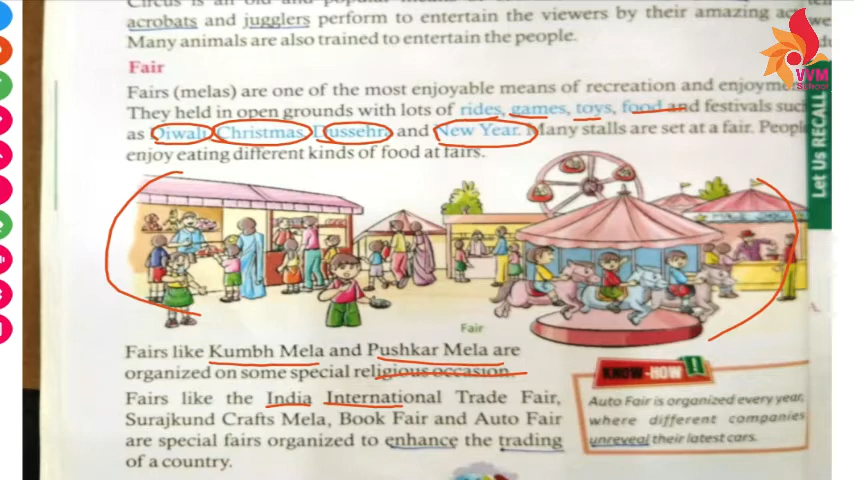 acrobats and jugglers perform to entertain the viewers by their amazing
Many animals are also trained to entertain the people.
Fair
Fairs (melas) are one of the most enjoyable means of recreation and
They held in open grounds with lots of rides, games, toys, food and festivals such
as Diwali, Christmas, Dussehra and New Year. Many stalls are set at a fair. People
enjoy eating different kinds of food at fairs.
Fair
Fairs like Kumbh Mela and Pushkar Mela are
organized on some special religious occasion.
Fairs like the India International Trade Fair,
Surajkund Crafts Mela, Book Fair and Auto Fair
are special fairs organized to enhance the trading
of a country.
KNOW-HOW!
Auto Fair is organized every year,
where different companies
unreveal their latest cars.
Let Us RECALL
VVM
School